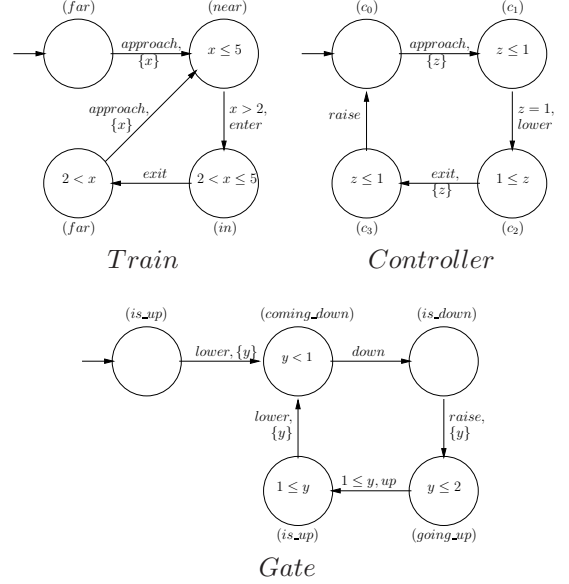 (far)
(near)
approach,
{x}
x ≤ 5
approach,
{x}
x > 2,
enter
2 < x
exit
2 < x ≤ 5
(far)
(in)
Train
(c₀)
(c₁)
approach,
{z}
z ≤ 1
raise
z = 1,
lower
z ≤ 1
exit,
{z}
1 ≤ z
(c₃)
(c₂)
Controller
(is_up)
(coming_down)
(is_down)
lower, {y}
y < 1
down
lower,
{y}
raise,
{y}
1 ≤ y
1 ≤ y, up
y ≤ 2
(is_up)
(going_up)
Gate